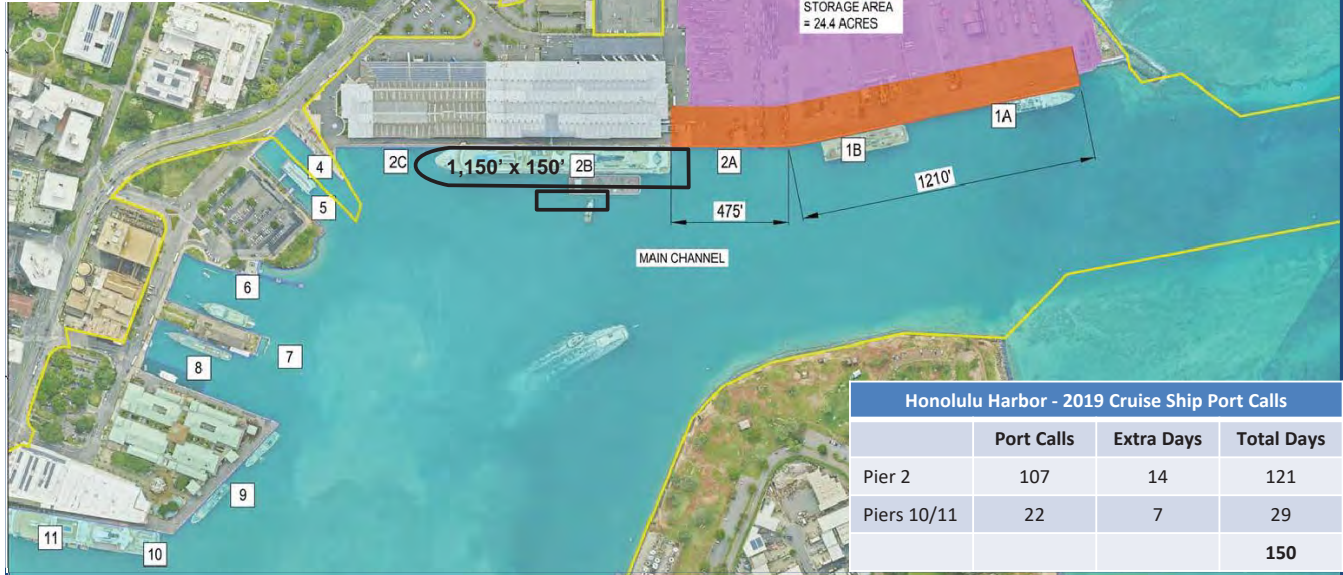 STORAGE AREA
= 24.4 ACRES
1A
1B
4
2C
1,150' x 150'
2B
2A
1210'
5
475'
MAIN CHANNEL
6
7
8
9
11
10
Honolulu Harbor - 2019 Cruise Ship Port Calls
Port Calls Extra Days Total Days
Pier 2 107 14 121
Piers 10/11 22 7 29
150